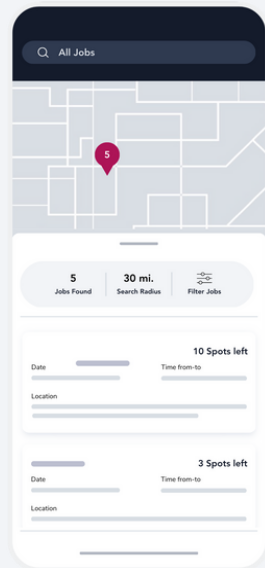 All Jobs
5
5 30 mi.
Jobs Found Search Radius Filter Jobs
10 Spots left
Date Time from-to
Location
3 Spots left
Date Time from-to
Location